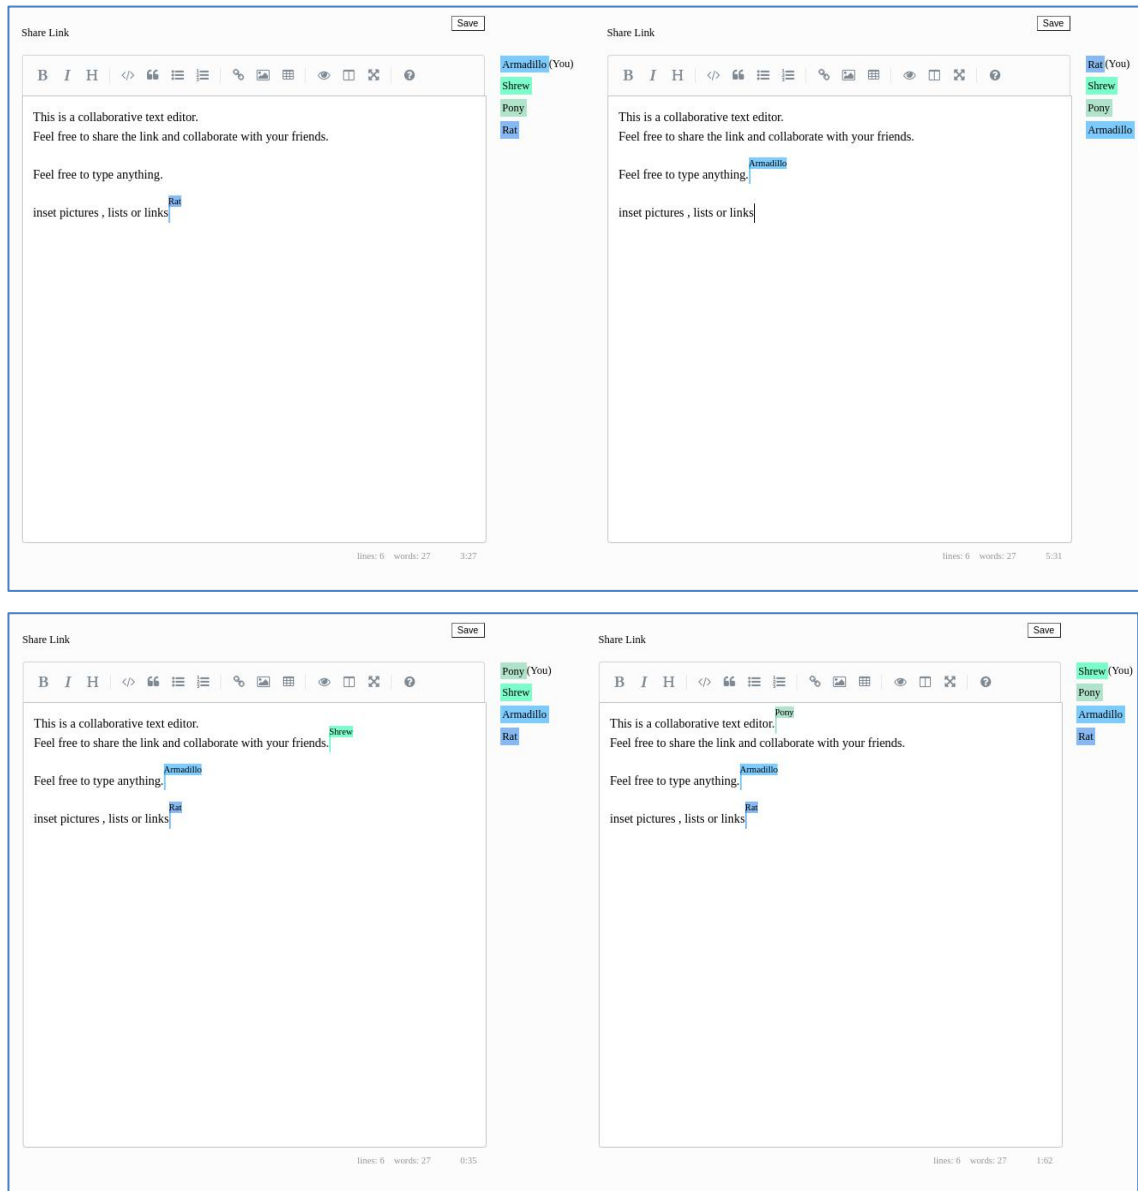 Save
Share Link
Armadillo (You)
B I H
Shrew
Pony
Rat
This is a collaborative text editor.
Feel free to share the link and collaborate with your friends.
Feel free to type anything.
Rat
inset pictures , lists or links
lines: 6 words: 27 3:27
Save
Share Link
Rat (You)
B I H
Shrew
Pony
Armadillo
This is a collaborative text editor.
Feel free to share the link and collaborate with your friends.
Armadillo
Feel free to type anything.
inset pictures , lists or links
lines: 6 words: 27 5:31
Save
Share Link
Pony (You)
B I H
Shrew
Armadillo
Rat
This is a collaborative text editor.
Shrew
Feel free to share the link and collaborate with your friends.
Armadillo
Feel free to type anything.
Rat
inset pictures , lists or links
lines: 6 words: 27 0:35
Save
Share Link
Shrew (You)
B I H
Pony
Armadillo
Rat
Pony
This is a collaborative text editor.
Feel free to share the link and collaborate with your friends.
Armadillo
Feel free to type anything.
Rat
inset pictures , lists or links
lines: 6 words: 27 1:62